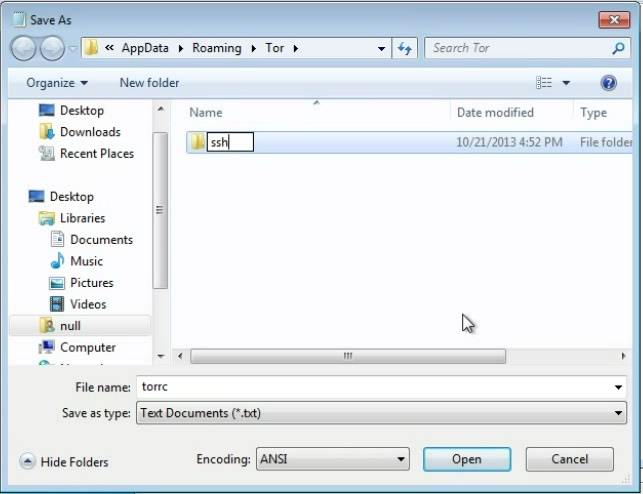 Save As
« AppData Roaming Tor
Search Tor
Organize New folder
Name Date modified Type
ssh 10/21/2013 4:52 PM File folder
Desktop
Downloads
Recent Places
Desktop
Libraries
Documents
Music
Pictures
Videos
null
Computer
File name: torrc
Save as type: Text Documents (*.txt)
Hide Folders
Encoding: ANSI
Open
Cancel